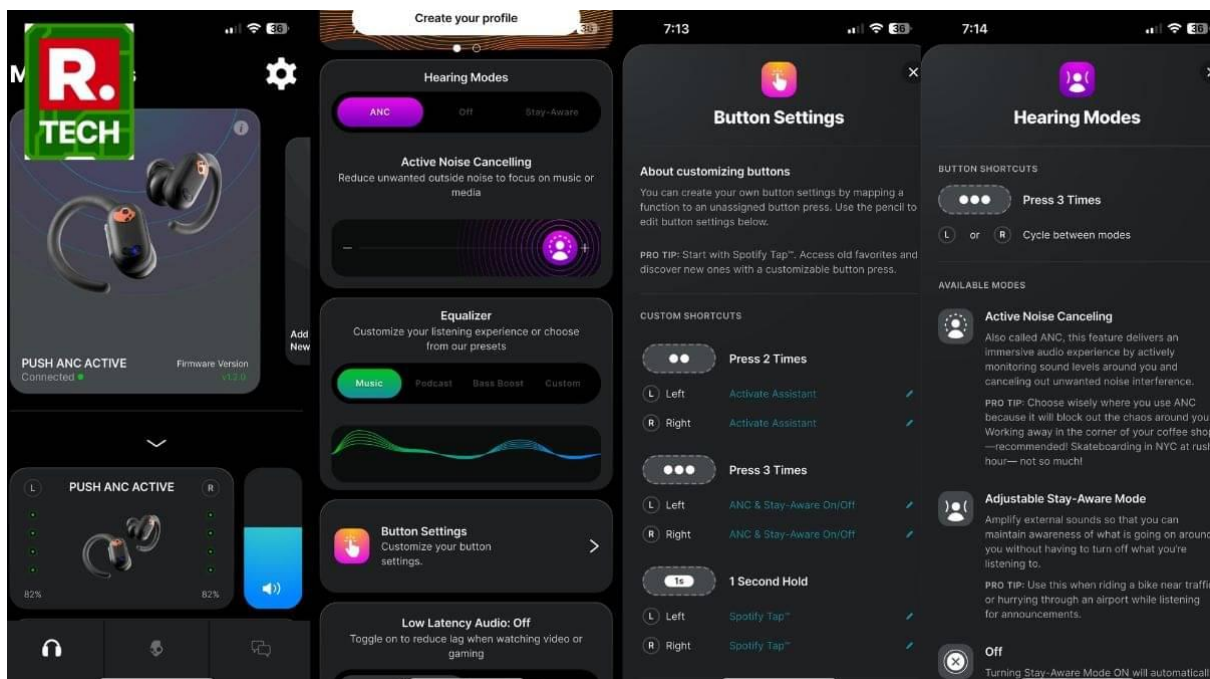 R.
TECH
36
M
s
PUSH ANC ACTIVE
Connected
Firmware Version
v1.2.0
Add
New
L
PUSH ANC ACTIVE
R
82%
82%
Create your profile
36
Hearing Modes
ANC
Off
Stay-Aware
Active Noise Cancelling
Reduce unwanted outside noise to focus on music or
media
Equalizer
Customize your listening experience or choose
from our presets
Music
Podcast
Bass Boost
Custom
Button Settings
Customize your button
settings.
Low Latency Audio: Off
Toggle on to reduce lag when watching video or
gaming
7:13
36
Button Settings
About customizing buttons
You can create your own button settings by mapping a
function to an unassigned button press. Use the pencil to
edit button settings below.
PRO TIP: Start with Spotify Tap™. Access old favorites and
discover new ones with a customizable button press.
CUSTOM SHORTCUTS
Press 2 Times
L Left Activate Assistant
R Right Activate Assistant
Press 3 Times
L Left ANC & Stay-Aware On/Off
R Right ANC & Stay-Aware On/Off
1s 1 Second Hold
L Left Spotify Tap™
R Right Spotify Tap™
7:14
36
Hearing Modes
BUTTON SHORTCUTS
Press 3 Times
L or R Cycle between modes
AVAILABLE MODES
Active Noise Canceling
Also called ANC, this feature delivers an
immersive audio experience by actively
monitoring sound levels around you and
canceling out unwanted noise interference.
PRO TIP: Choose wisely where you use ANC
because it will block out the chaos around you
Working away in the corner of your coffee shop
—recommended! Skateboarding in NYC at rush
hour— not so much!
Adjustable Stay-Aware Mode
Amplify external sounds so that you can
maintain awareness of what is going on around
you without having to turn off what you're
listening to.
PRO TIP: Use this when riding a bike near traffi
or hurrying through an airport while listening
for announcements.
Off
Turning Stay-Aware Mode ON will automaticall